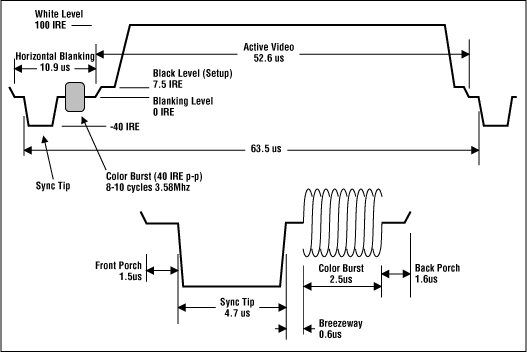 White Level
100 IRE
Horizontal Blanking
10.9 us
Active Video
52.6 us
Black Level (Setup)
7.5 IRE
Blanking Level
0 IRE
-40 IRE
63.5 us
Sync Tip
Color Burst (40 IRE p-p)
8-10 cycles 3.58Mhz
Front Porch
1.5us
Sync Tip
4.7 us
Color Burst
2.5us
Back Porch
1.6us
Breezeway
0.6us